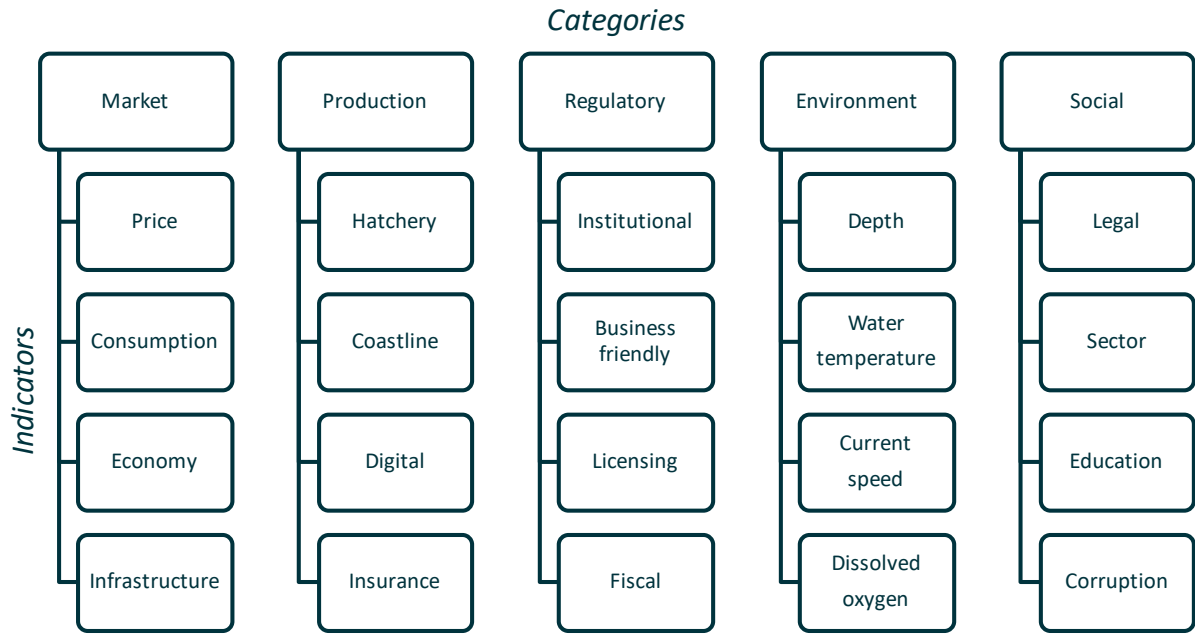 Categories
Market
Production
Regulatory
Environment
Social
Indicators
Price
Hatchery
Institutional
Depth
Legal
Consumption
Coastline
Business
friendly
Water
temperature
Sector
Economy
Digital
Licensing
Current
speed
Education
Infrastructure
Insurance
Fiscal
Dissolved
oxygen
Corruption